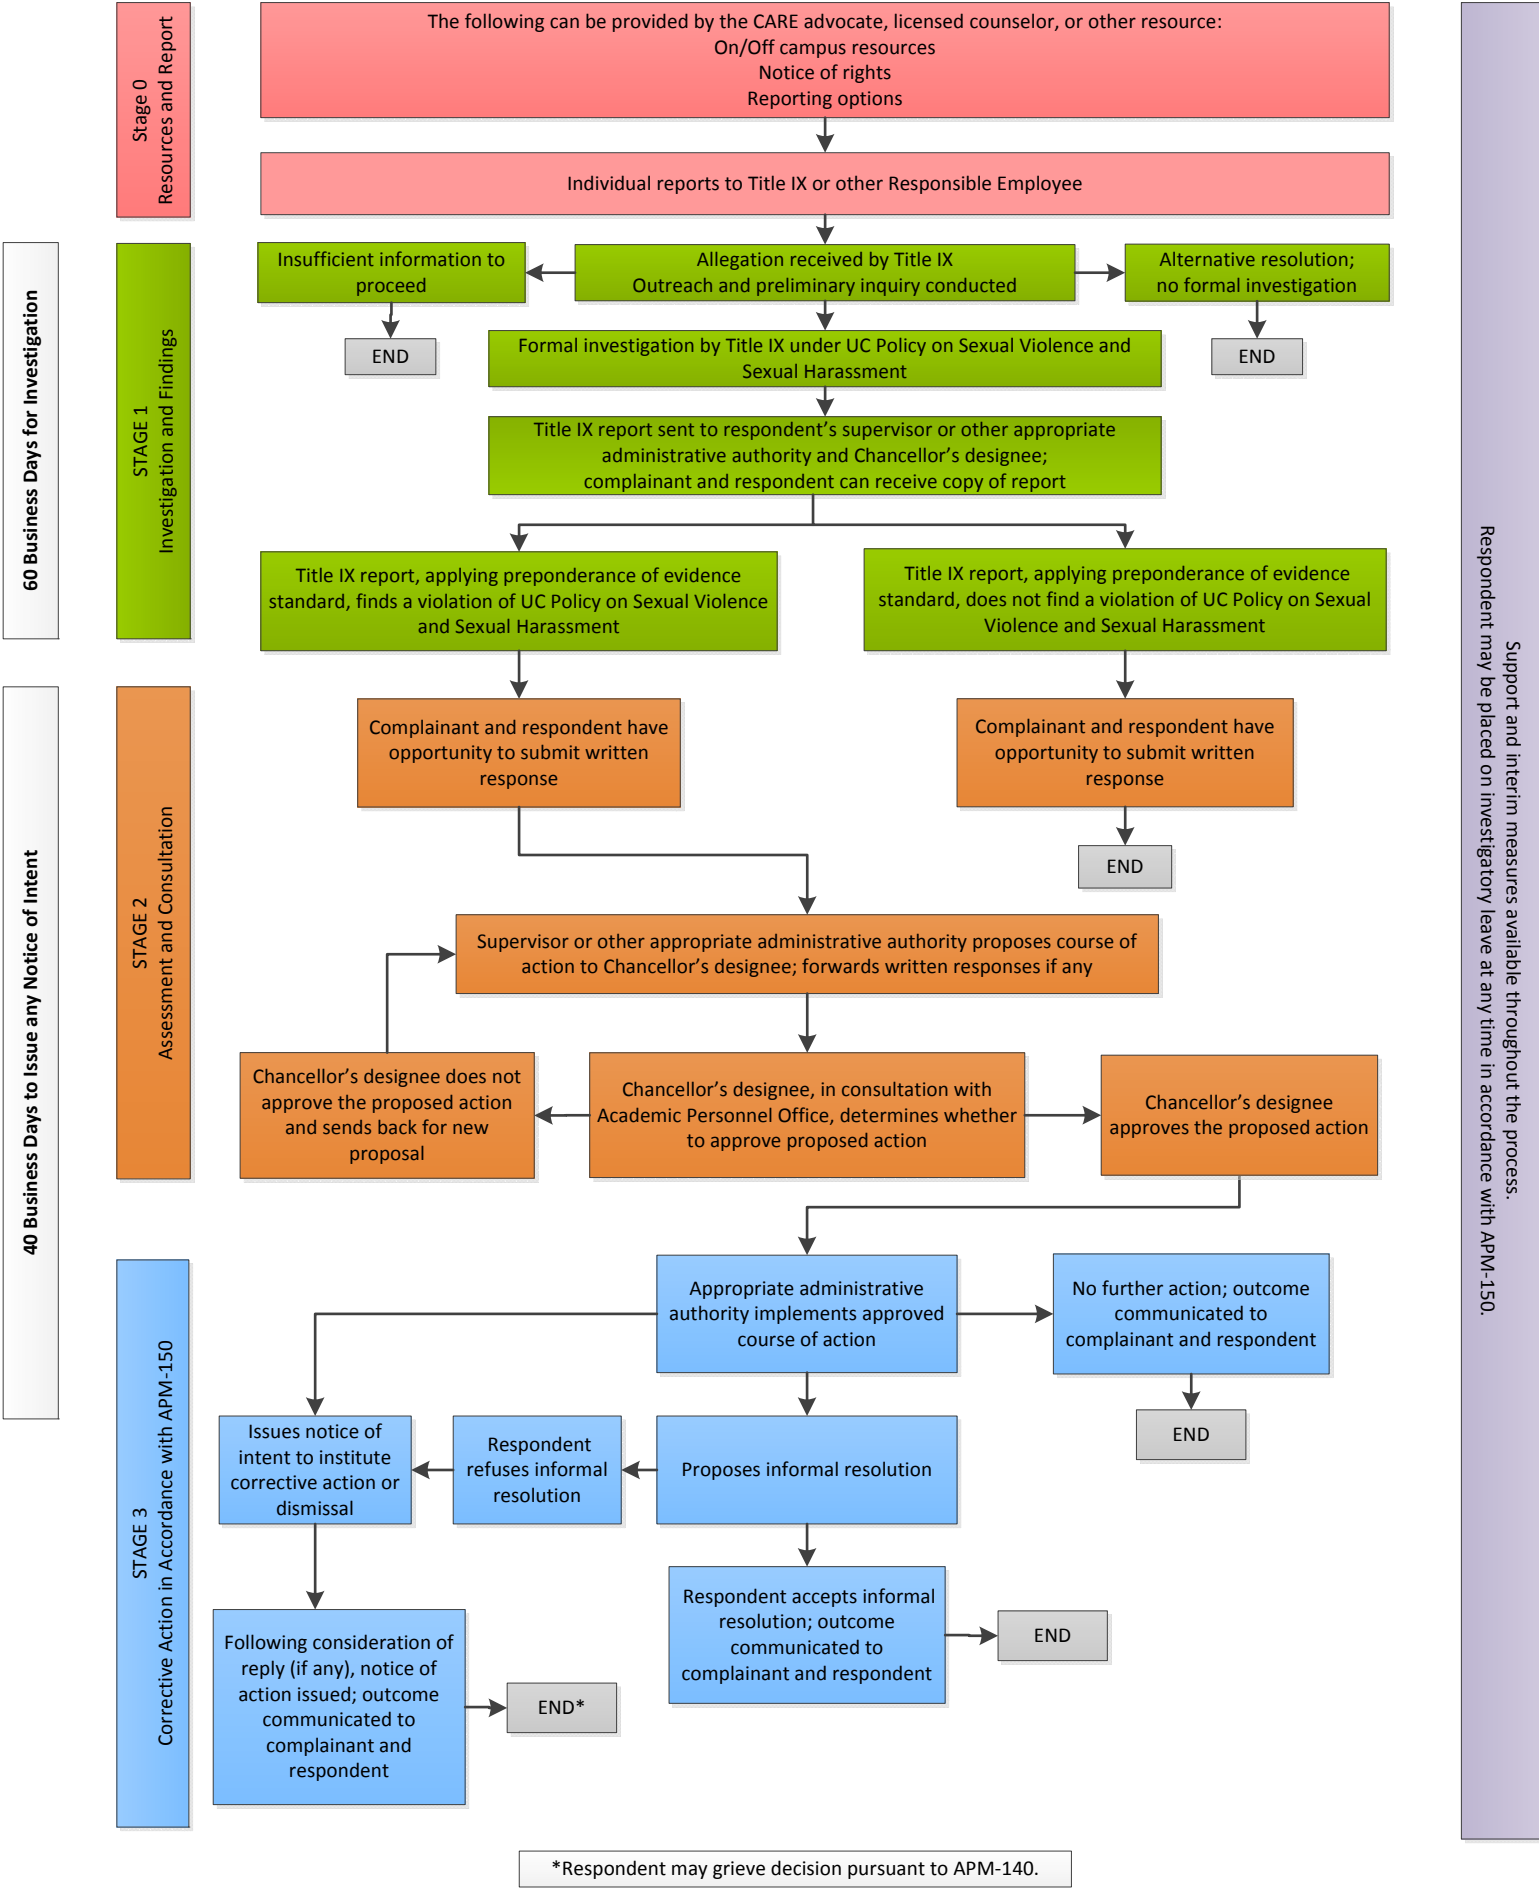 Stage 0
Resources and Report
The following can be provided by the CARE advocate, licensed counselor, or other resource:
On/Off campus resources
Notice of rights
Reporting options
Individual reports to Title IX or other Responsible Employee
60 Business Days for Investigation
STAGE 1
Investigation and Findings
Insufficient information to
proceed
Allegation received by Title IX
Outreach and preliminary inquiry conducted
Alternative resolution;
no formal investigation
END
Formal investigation by Title IX under UC Policy on Sexual Violence and
Sexual Harassment
END
Title IX report sent to respondent's supervisor or other appropriate
administrative authority and Chancellor's designee;
complainant and respondent can receive copy of report
Title IX report, applying preponderance of evidence
standard, finds a violation of UC Policy on Sexual Violence
and Sexual Harassment
Title IX report, applying preponderance of evidence
standard, does not find a violation of UC Policy on Sexual
Violence and Sexual Harassment
40 Business Days to Issue any Notice of Intent
STAGE 2
Assessment and Consultation
Complainant and respondent have
opportunity to submit written
response
Complainant and respondent have
opportunity to submit written
response
END
Supervisor or other appropriate administrative authority proposes course of
action to Chancellor's designee; forwards written responses if any
Chancellor's designee does not
approve the proposed action
and sends back for new
proposal
Chancellor's designee, in consultation with
Academic Personnel Office, determines whether
to approve proposed action
Chancellor's designee
approves the proposed action
STAGE 3
Corrective Action in Accordance with APM-150
Appropriate administrative
authority implements approved
course of action
No further action; outcome
communicated to
complainant and respondent
END
Issues notice of
intent to institute
corrective action or
dismissal
Respondent
refuses informal
resolution
Proposes informal resolution
Respondent accepts informal
resolution; outcome
communicated to
complainant and respondent
END
Following consideration of
reply (if any), notice of
action issued; outcome
communicated to
complainant and
respondent
END*
Support and interim measures available throughout the process.
Respondent may be placed on investigatory leave at any time in accordance with APM-150.
*Respondent may grieve decision pursuant to APM-140.